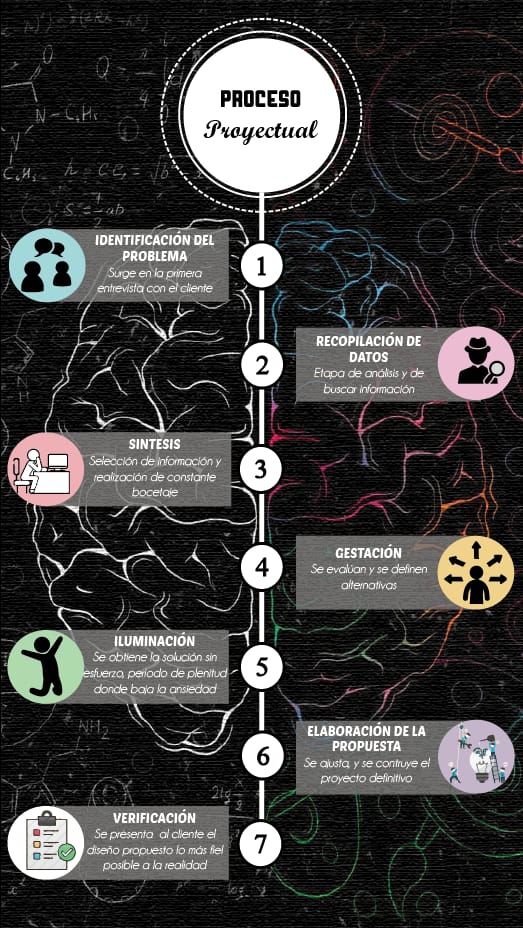 PROCESO
Proyectual
IDENTIFICACIÓN DEL
PROBLEMA
Surge en la primera
entrevista con el cliente
1
RECOPILACIÓN DE
DATOS
Etapa de análisis y de
buscar información
2
SINTESIS
Selección de información y
realización de constante
bocetaje
3
GESTACIÓN
Se evalúan y se definen
alternativas
4
ILUMINACIÓN
Se obtiene la solución sin
esfuerzo, periodo de plenitud
donde baja la ansiedad
5
ELABORACIÓN DE LA
PROPUESTA
Se ajusta, y se contruye el
proyecto definitivo
6
VERIFICACIÓN
Se presenta al cliente el
diseño propuesto lo más fiel
posible a la realidad
7
NH2